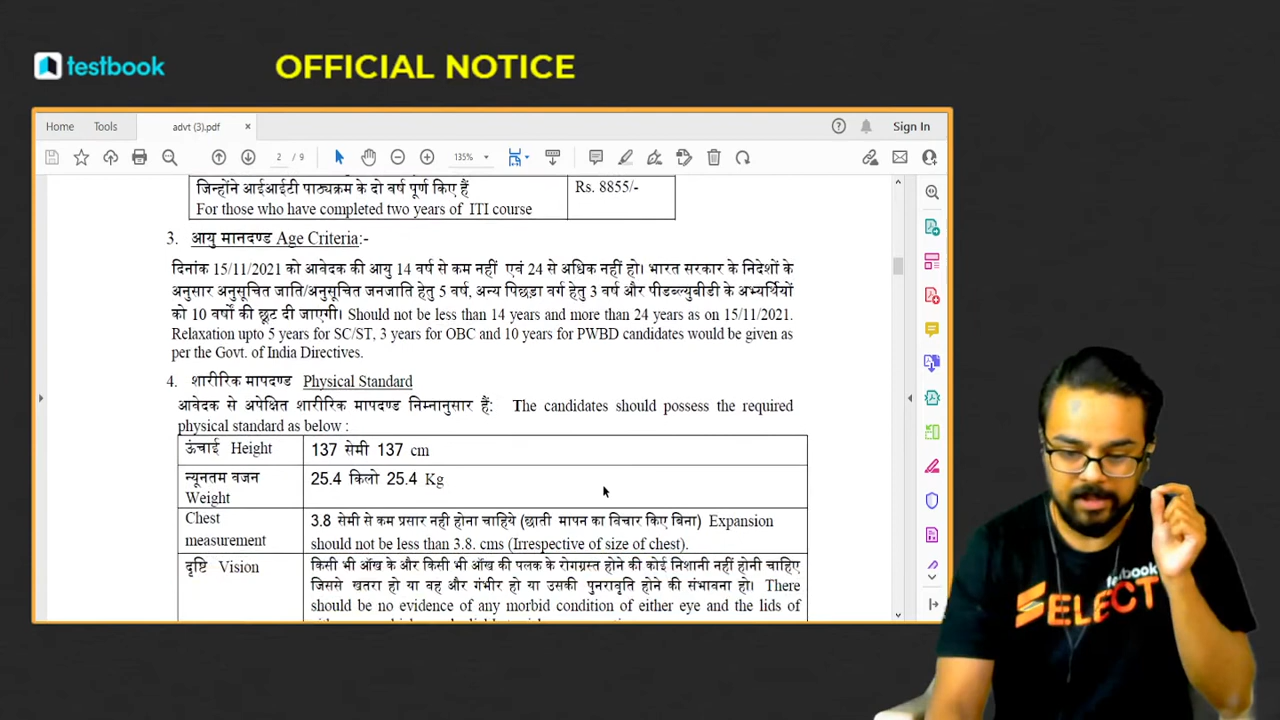 testbook
OFFICIAL NOTICE
Home Tools advt (3).pdf × Sign In
2 / 9 135%
जिन्होंने आईआईटी पाठ्यक्रम के दो वर्ष पूर्ण किए हैं Rs. 8855/-
For those who have completed two years of ITI course
3. आयु मानदण्ड Age Criteria:-
दिनांक 15/11/2021 को आवेदक की आयु 14 वर्ष से कम नहीं एवं 24 से अधिक नहीं हो। भारत सरकार के निदेशों के
अनुसार अनुसूचित जाति/अनुसूचित जनजाति हेतु 5 वर्ष, अन्य पिछड़ा वर्ग हेतु 3 वर्ष और पीडब्ल्युबीडी के अभ्यर्थियों
को 10 वर्षो की छूट दी जाएगी। Should not be less than 14 years and more than 24 years as on 15/11/2021.
Relaxation upto 5 years for SC/ST, 3 years for OBC and 10 years for PWBD candidates would be given as
per the Govt. of India Directives.
4. शारीरिक मापदण्ड Physical Standard
आवेदक से अपेक्षित शारीरिक मापदण्ड निम्नानुसार हैं: The candidates should possess the required
physical standard as below :
ऊंचाई Height 137 सेमी 137 cm
न्यूनतम वजन 25.4 किलो 25.4 Kg
Weight
Chest 3.8 सेमी से कम प्रसार नही होना चाहिये (छाती मापन का विचार किए बिना) Expansion
measurement should not be less than 3.8. cms (Irrespective of size of chest).
दृष्टि Vision किसी भी ऑख के और किसी भी ऑख की पलक के रोगग्रस्त होने की कोई निशानी नहीं होनी चाहिए
जिससे खतरा हो या वह और गंभीर हो या उसकी पुनरावृति होने की संभावना हो। There
should be no evidence of any morbid condition of either eye and the lids of
testbook
SELECT